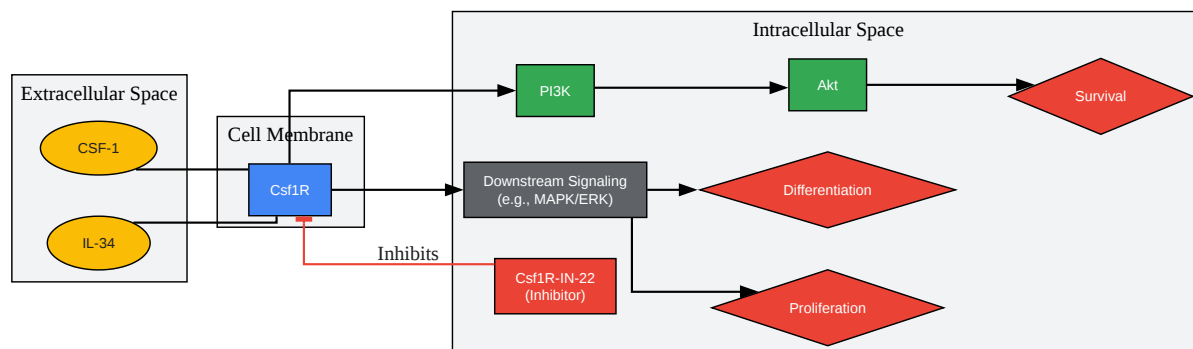 Intracellular Space
Extracellular Space
Cell Membrane
PI3K
Akt
Survival
CSF-1
Csf1R
Downstream Signaling
(e.g., MAPK/ERK)
Differentiation
IL-34
Inhibits
Csf1R-IN-22
(Inhibitor)
Proliferation